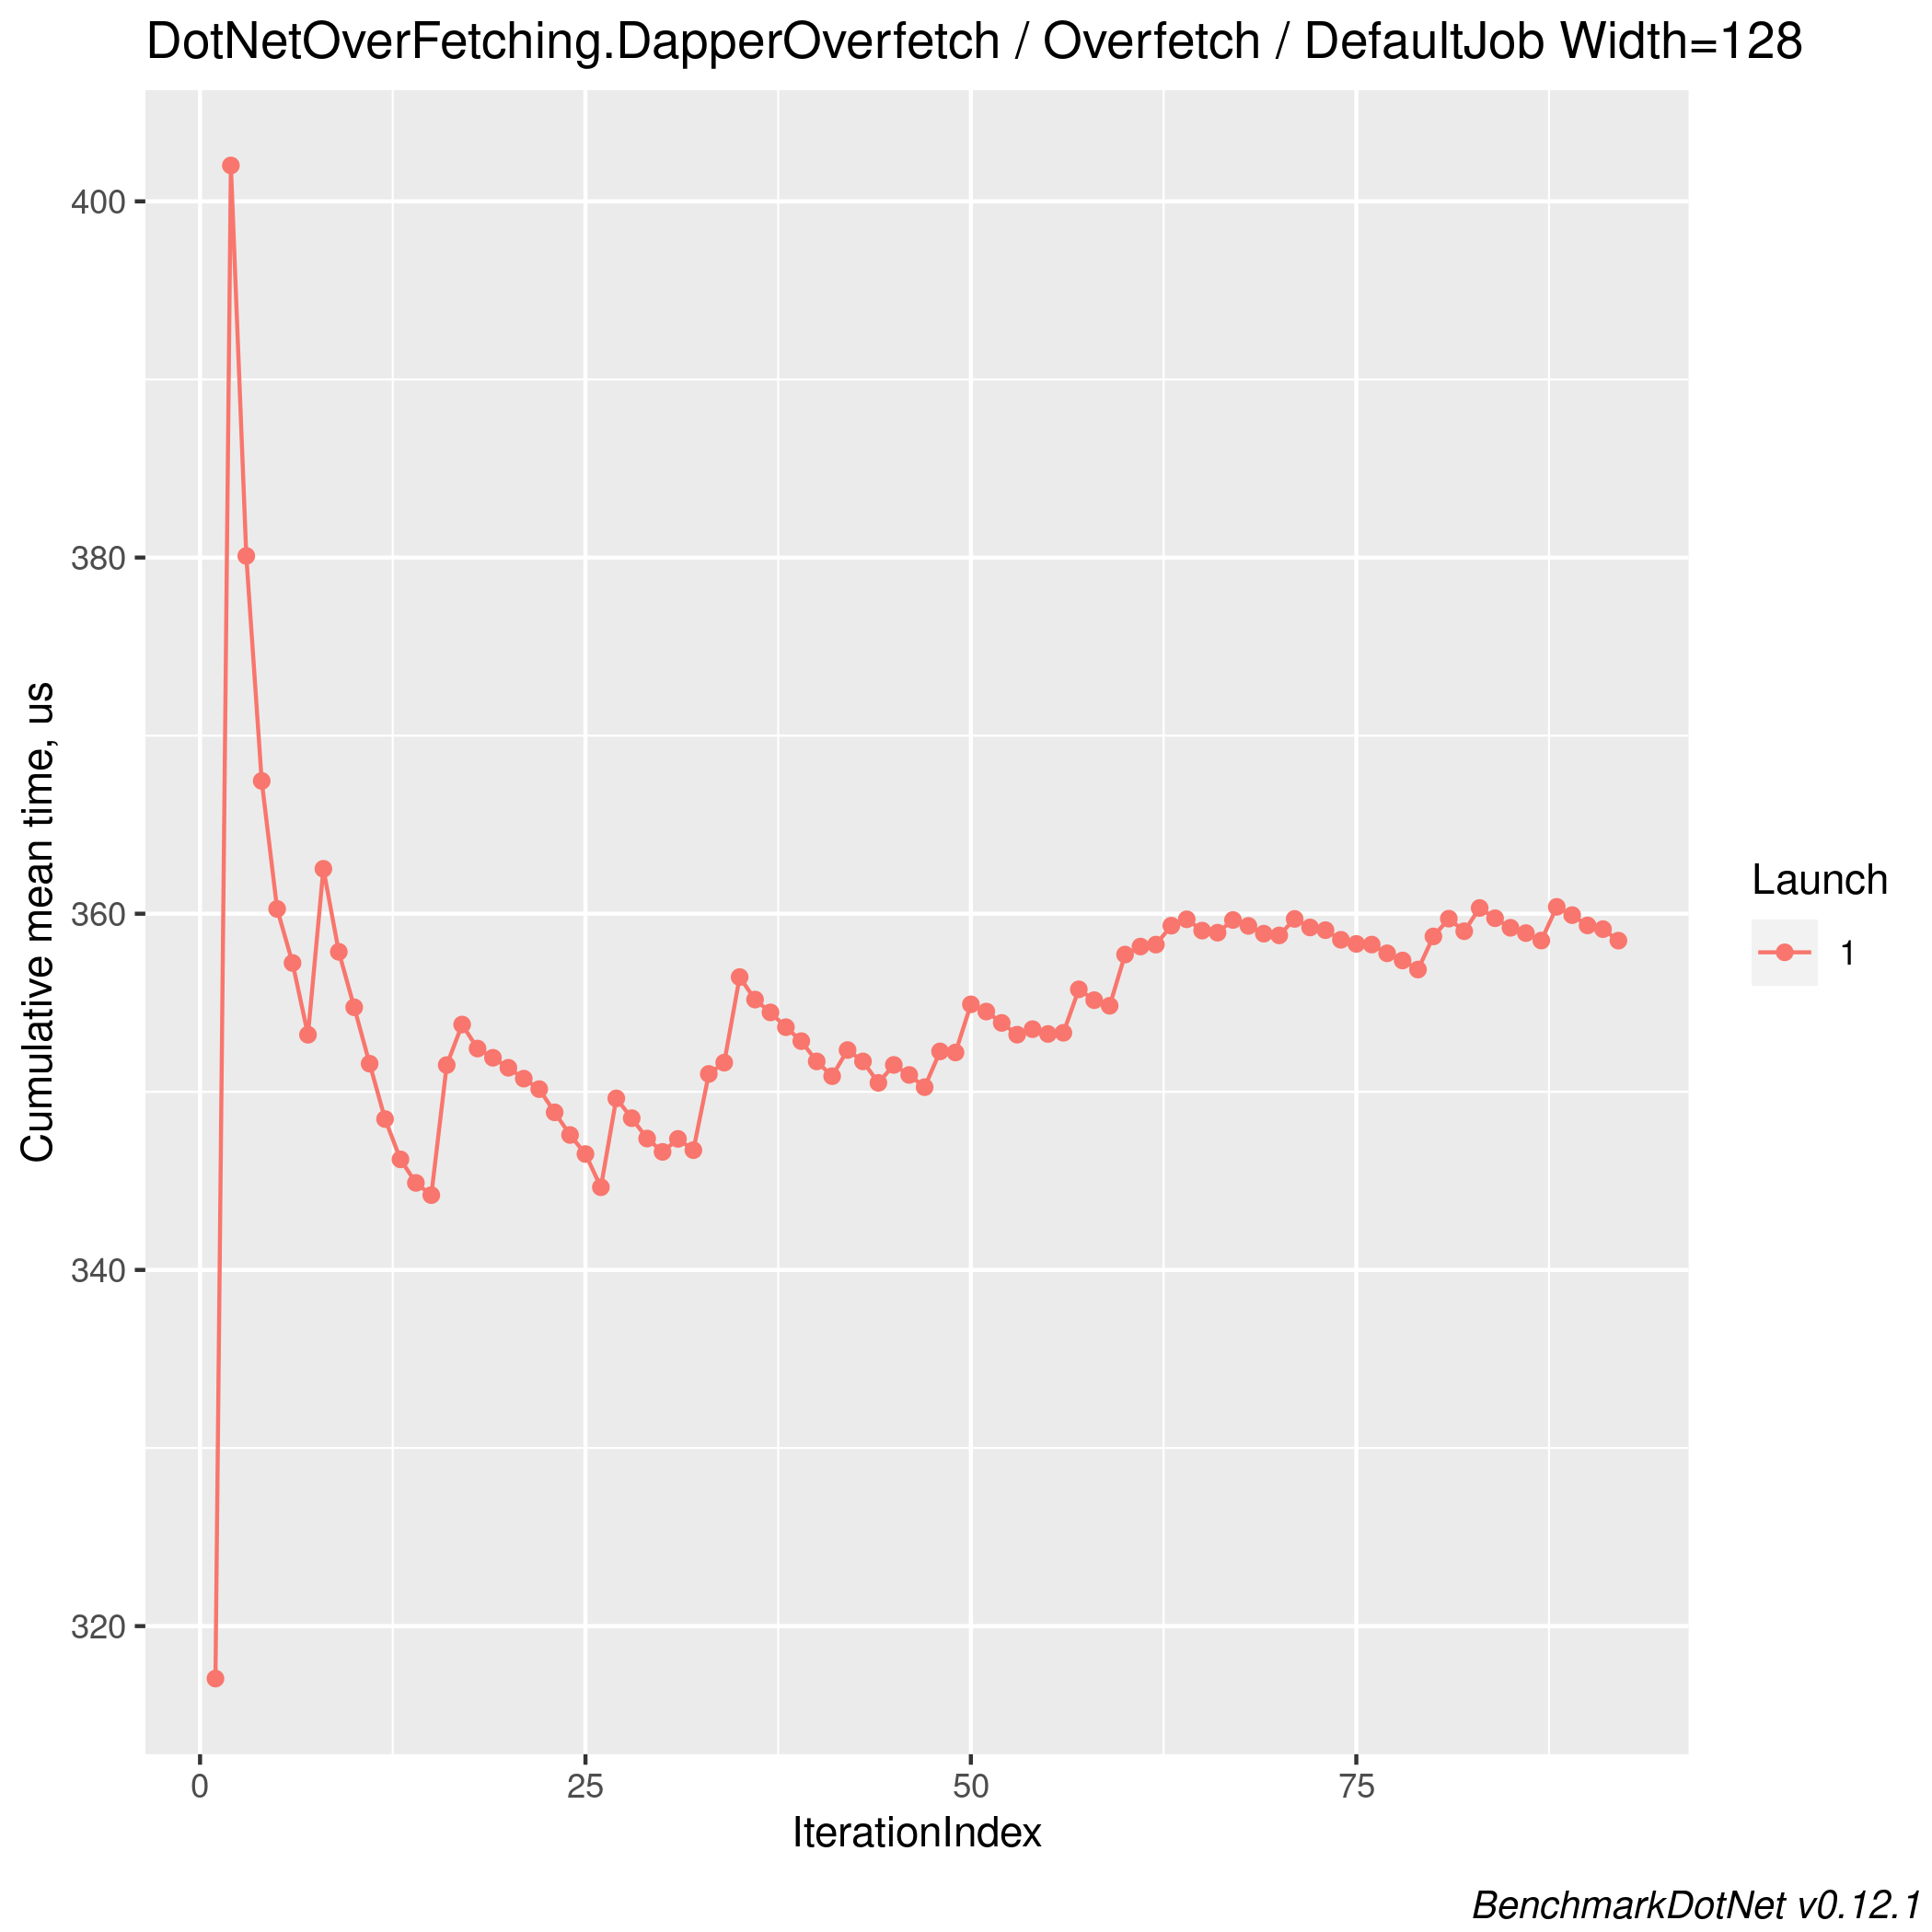 DotNetOverFetching.DapperOverfetch / Overfetch / DefaultJob Width=128
Cumulative mean time, us
400
380
360
340
320
0
25
50
75
IterationIndex
Launch
1
BenchmarkDotNet v0.12.1